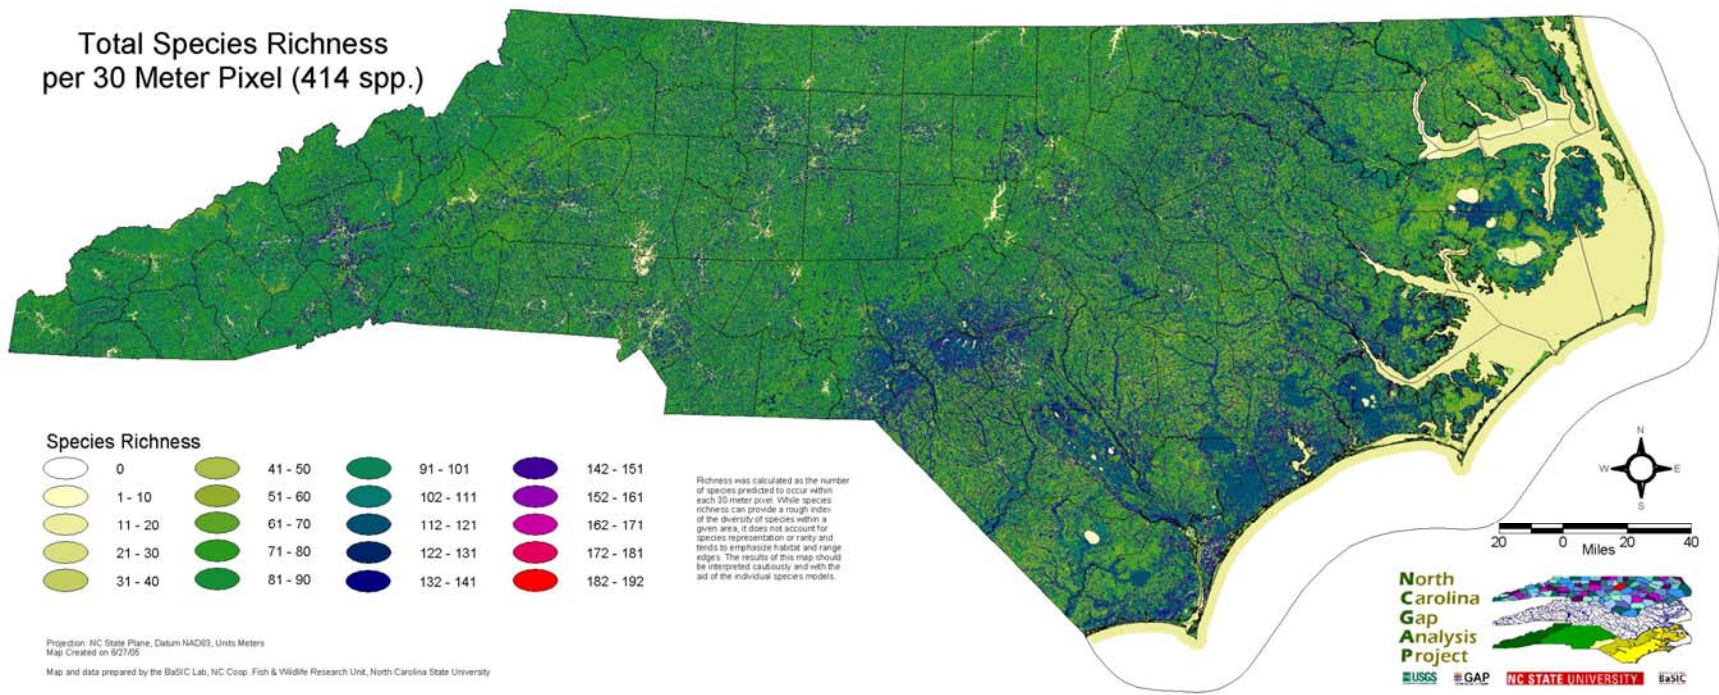 Total Species Richness
per 30 Meter Pixel (414 spp.)
Species Richness
0
1 - 10
11 - 20
21 - 30
31 - 40
41 - 50
51 - 60
61 - 70
71 - 80
81 - 90
91 - 101
102 - 111
112 - 121
122 - 131
132 - 141
142 - 151
152 - 161
162 - 171
172 - 181
182 - 192
Richness was calculated as the number
of species predicted to occur within
each 30 meter pixel. While species
richness can provide a rough index
of the diversity of species within a
given area, it does not account for
species representation or rarity and
tends to emphasize habitat and range
edges. The results of this map should
be interpreted cautiously and with the
aid of the individual species models.
N
W E
S
20 0 20 40
Miles
North
Carolina
Gap
Analysis
Project
USGS GAP NC STATE UNIVERSITY BaSIC
Projection: NC State Plane, Datum NAD83, Units Meters
Map Created on 6/27/05
Map and data prepared by the BaSIC Lab, NC Coop. Fish & Wildlife Research Unit, North Carolina State University